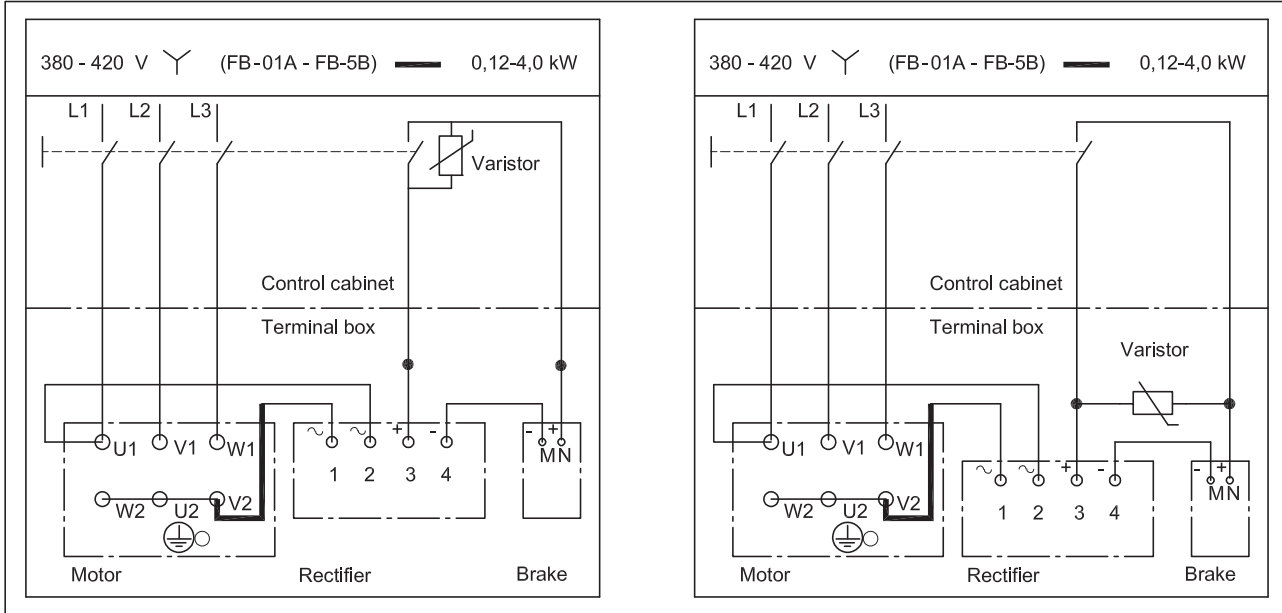 380 - 420 V (FB-01A - FB-5B) 0,12-4,0 kW
L1 L2 L3
Varistor
Control cabinet
Terminal box
U1 V1 W1
~ ~ + -
- +
MN
1 2 3 4
W2 U2 V2
Motor Rectifier Brake
380 - 420 V (FB-01A - FB-5B) 0,12-4,0 kW
L1 L2 L3
Control cabinet
Terminal box
Varistor
U1 V1 W1
~ ~ + -
- +
MN
1 2 3 4
W2 U2 V2
Motor Rectifier Brake